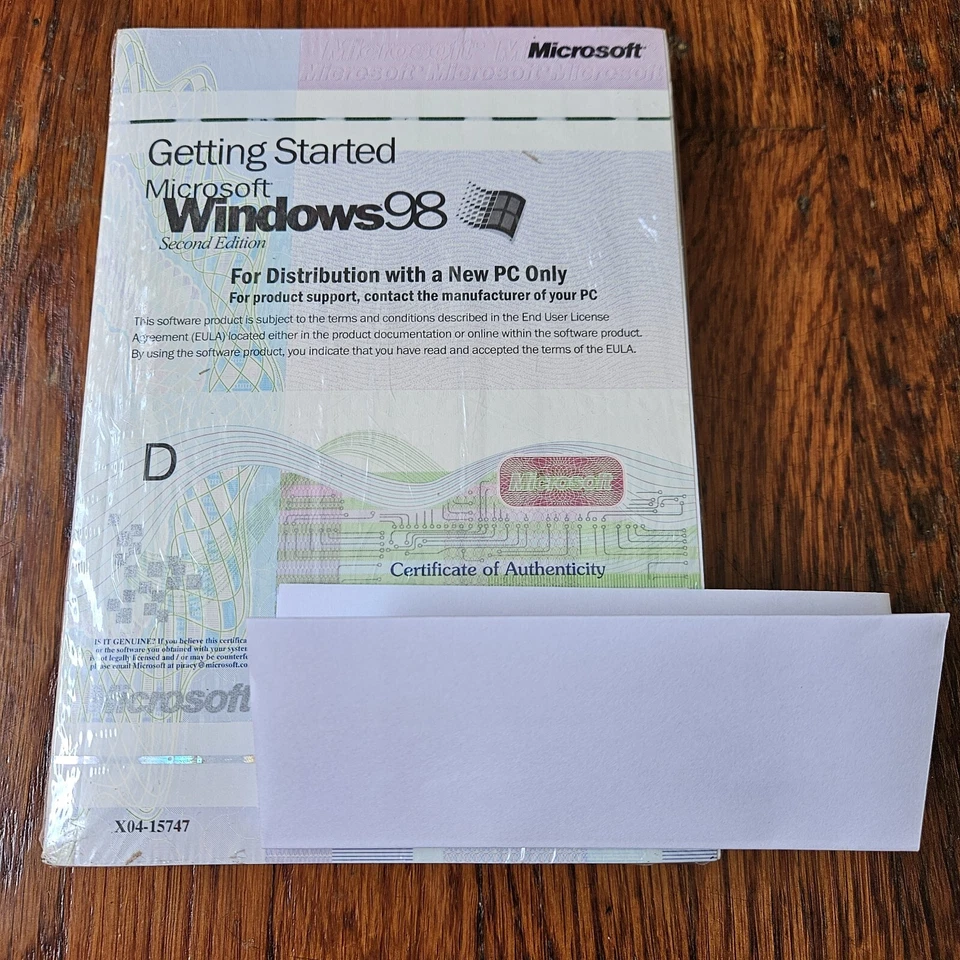 Microsoft Microsoft Microsoft
Microsoft
Getting Started
Microsoft
Windows98
Second Edition
For Distribution with a New PC Only
For product support, contact the manufacturer of your PC
This software product is subject to the terms and conditions described in the End User License
Agreement (EULA) located either in the product documentation or online within the software product.
By using the software product, you indicate that you have read and accepted the terms of the EULA.
D
Microsoft
Certificate of Authenticity
IS IT GENUINE? If you believe this certifica
or the software you obtained with your system
is not legally licensed and / or may be counterfe
please email Microsoft at piracy@microsoft.co
Microsoft
X04-15747